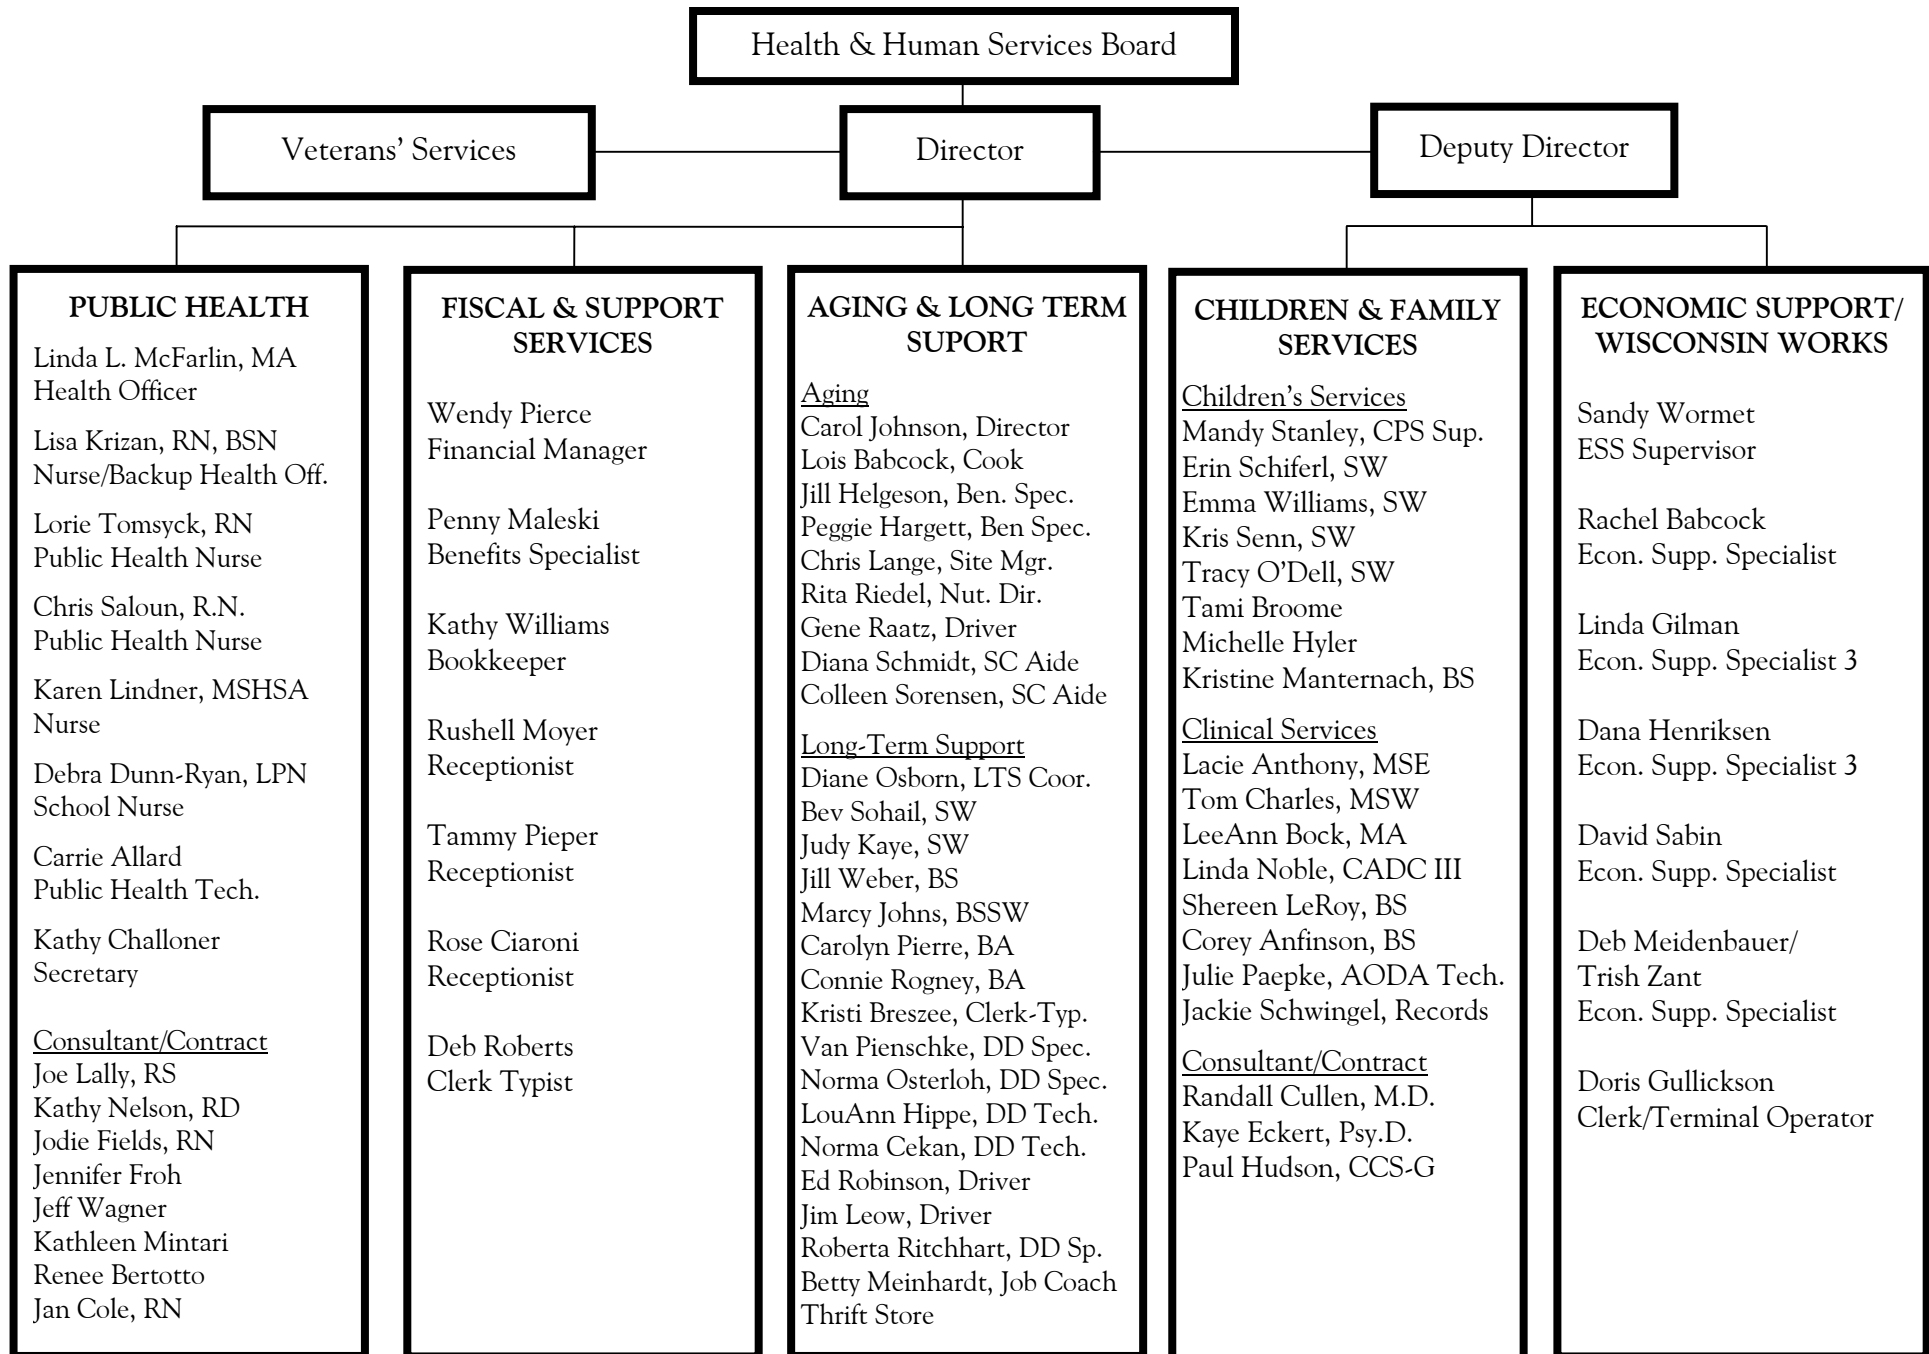 Health & Human Services Board
Veterans’ Services
Director
Deputy Director
PUBLIC HEALTH
Linda L. McFarlin, MA
Health Officer
Lisa Krizan, RN, BSN
Nurse/Backup Health Off.
Lorie Tomsyck, RN
Public Health Nurse
Chris Saloun, R.N.
Public Health Nurse
Karen Lindner, MSHSA
Nurse
Debra Dunn-Ryan, LPN
School Nurse
Carrie Allard
Public Health Tech.
Kathy Challoner
Secretary
Consultant/Contract
Joe Lally, RS
Kathy Nelson, RD
Jodie Fields, RN
Jennifer Froh
Jeff Wagner
Kathleen Mintari
Renee Bertotto
Jan Cole, RN
FISCAL & SUPPORT
SERVICES
Wendy Pierce
Financial Manager
Penny Maleski
Benefits Specialist
Kathy Williams
Bookkeeper
Rushell Moyer
Receptionist
Tammy Pieper
Receptionist
Rose Ciaroni
Receptionist
Deb Roberts
Clerk Typist
AGING & LONG TERM
SUPORT
Aging
Carol Johnson, Director
Lois Babcock, Cook
Jill Helgeson, Ben. Spec.
Peggie Hargett, Ben Spec.
Chris Lange, Site Mgr.
Rita Riedel, Nut. Dir.
Gene Raatz, Driver
Diana Schmidt, SC Aide
Colleen Sorensen, SC Aide
Long-Term Support
Diane Osborn, LTS Coor.
Bev Sohail, SW
Judy Kaye, SW
Jill Weber, BS
Marcy Johns, BSSW
Carolyn Pierre, BA
Connie Rogney, BA
Kristi Breszee, Clerk-Typ.
Van Pienschke, DD Spec.
Norma Osterloh, DD Spec.
LouAnn Hippe, DD Tech.
Norma Cekan, DD Tech.
Ed Robinson, Driver
Jim Leow, Driver
Roberta Ritchhart, DD Sp.
Betty Meinhardt, Job Coach
Thrift Store
CHILDREN & FAMILY
SERVICES
Children’s Services
Mandy Stanley, CPS Sup.
Erin Schiferl, SW
Emma Williams, SW
Kris Senn, SW
Tracy O’Dell, SW
Tami Broome
Michelle Hyler
Kristine Manternach, BS
Clinical Services
Lacie Anthony, MSE
Tom Charles, MSW
LeeAnn Bock, MA
Linda Noble, CADC III
Shereen LeRoy, BS
Corey Anfinson, BS
Julie Paepke, AODA Tech.
Jackie Schwingel, Records
Consultant/Contract
Randall Cullen, M.D.
Kaye Eckert, Psy.D.
Paul Hudson, CCS-G
ECONOMIC SUPPORT/
WISCONSIN WORKS
Sandy Wormet
ESS Supervisor
Rachel Babcock
Econ. Supp. Specialist
Linda Gilman
Econ. Supp. Specialist 3
Dana Henriksen
Econ. Supp. Specialist 3
David Sabin
Econ. Supp. Specialist
Deb Meidenbauer/
Trish Zant
Econ. Supp. Specialist
Doris Gullickson
Clerk/Terminal Operator